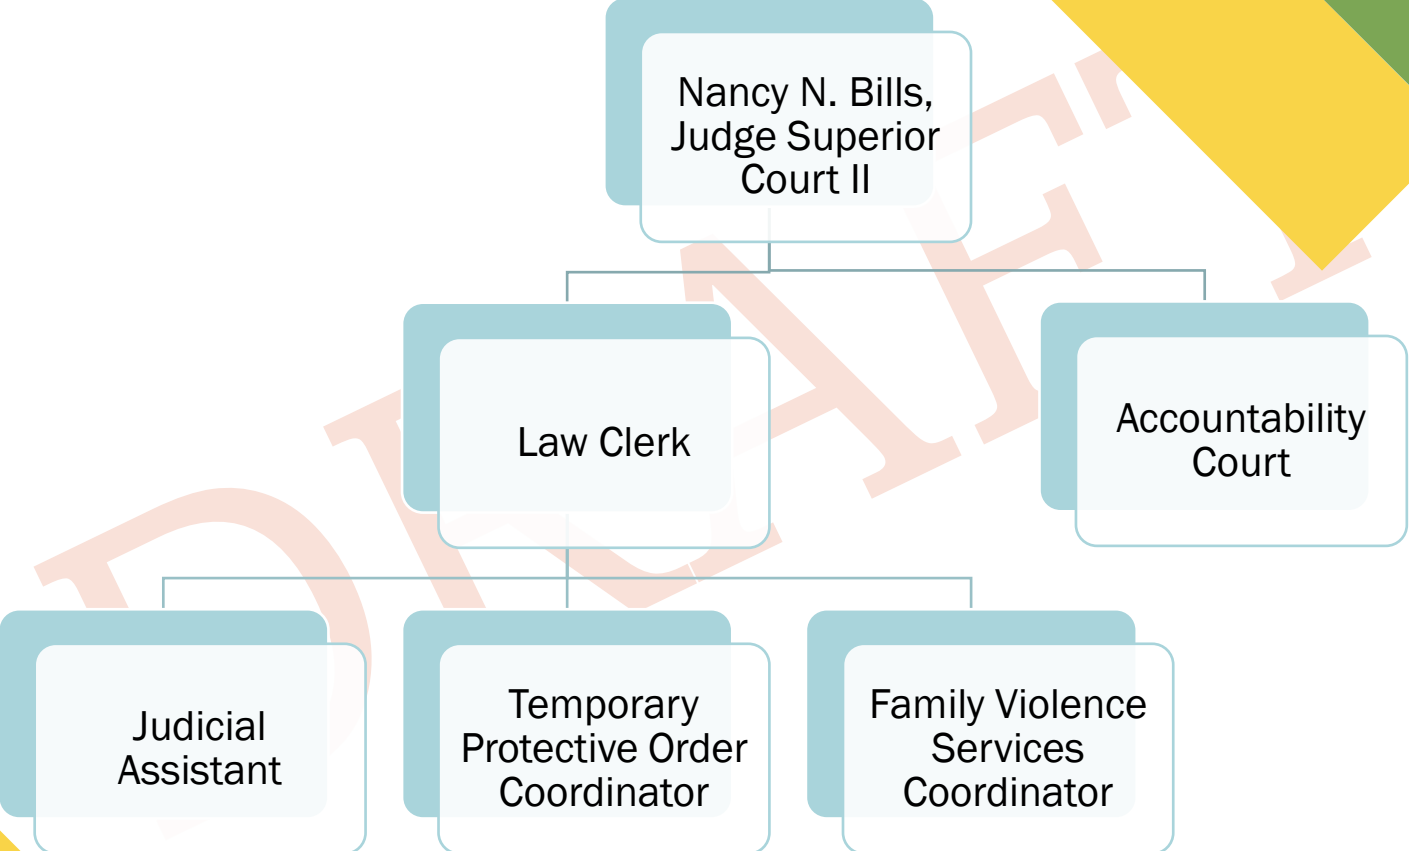 Nancy N. Bills,
Judge Superior
Court II
Law Clerk
Accountability
Court
Judicial
Assistant
Temporary
Protective Order
Coordinator
Family Violence
Services
Coordinator
DRAFT